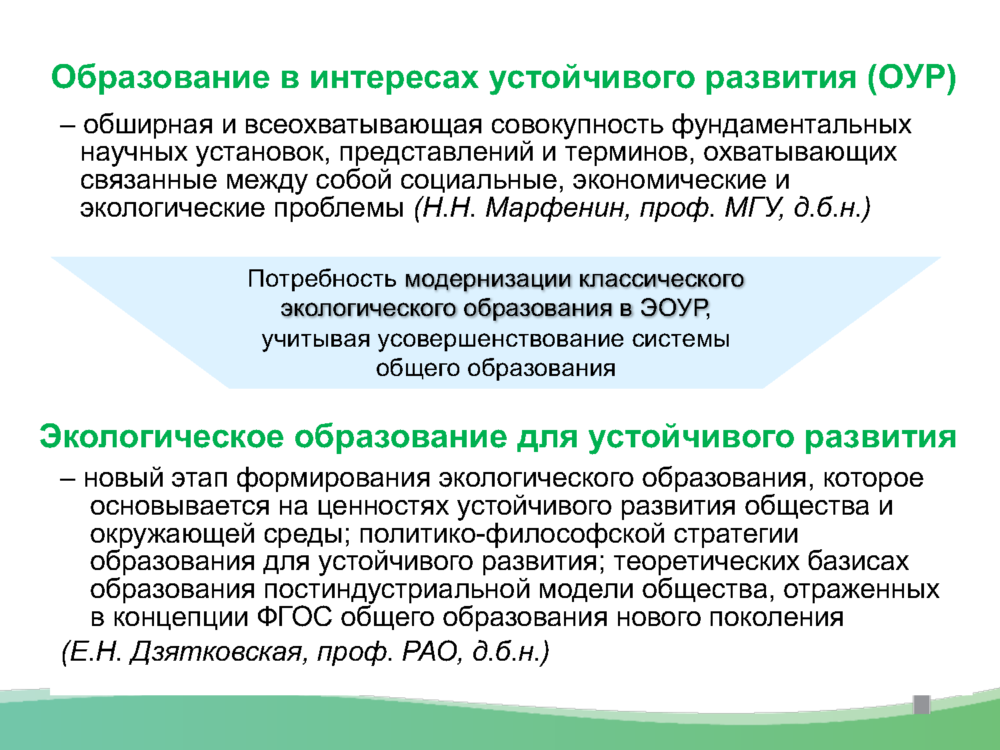 Образование в интересах устойчивого развития (ОУР)
– обширная и всеохватывающая совокупность фундаментальных
научных установок, представлений и терминов, охватывающих
связанные между собой социальные, экономические и
экологические проблемы (Н.Н. Марфенин, проф. МГУ, д.б.н.)
Потребность модернизации классического
экологического образования в ЭОУР,
учитывая усовершенствование системы
общего образования
Экологическое образование для устойчивого развития
– новый этап формирования экологического образования, которое
основывается на ценностях устойчивого развития общества и
окружающей среды; политико-философской стратегии
образования для устойчивого развития; теоретических базисах
образования постиндустриальной модели общества, отраженных
в концепции ФГОС общего образования нового поколения
(Е.Н. Дзятковская, проф. РАО, д.б.н.)